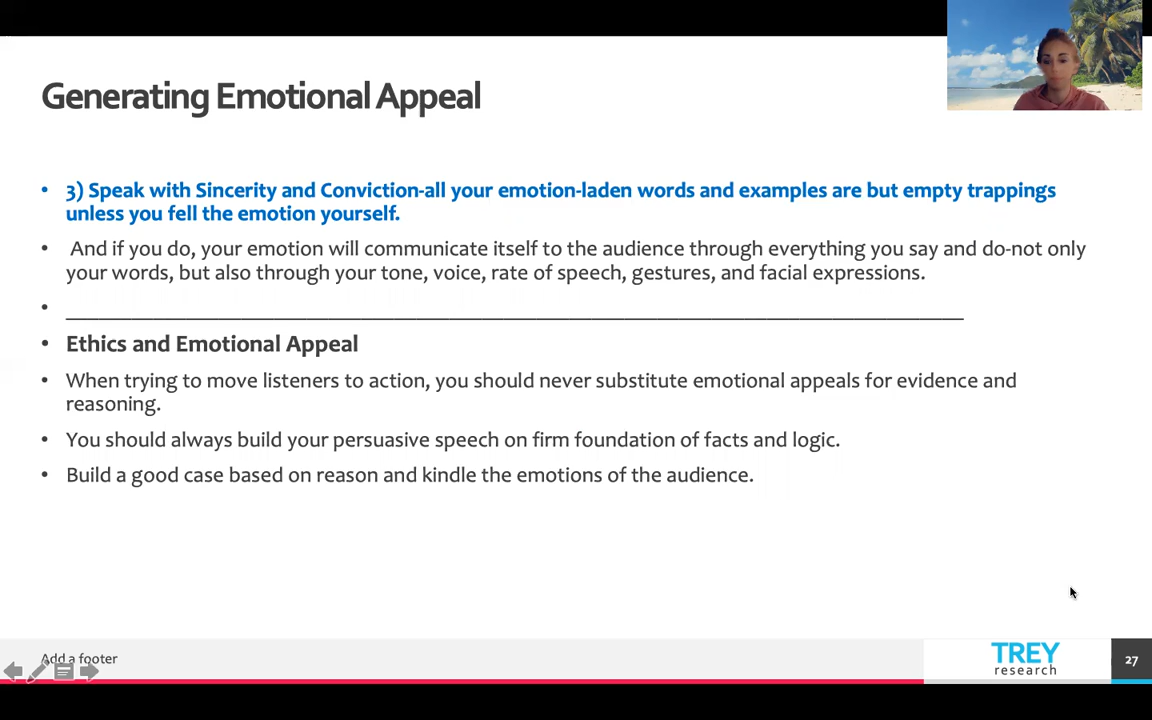 Generating Emotional Appeal
• 3) Speak with Sincerity and Conviction-all your emotion-laden words and examples are but empty trappings
unless you fell the emotion yourself.
• And if you do, your emotion will communicate itself to the audience through everything you say and do-not only
your words, but also through your tone, voice, rate of speech, gestures, and facial expressions.
• ________________________________________________________________________________
• Ethics and Emotional Appeal
• When trying to move listeners to action, you should never substitute emotional appeals for evidence and
reasoning.
• You should always build your persuasive speech on firm foundation of facts and logic.
• Build a good case based on reason and kindle the emotions of the audience.
Add a footer
TREY
research
27